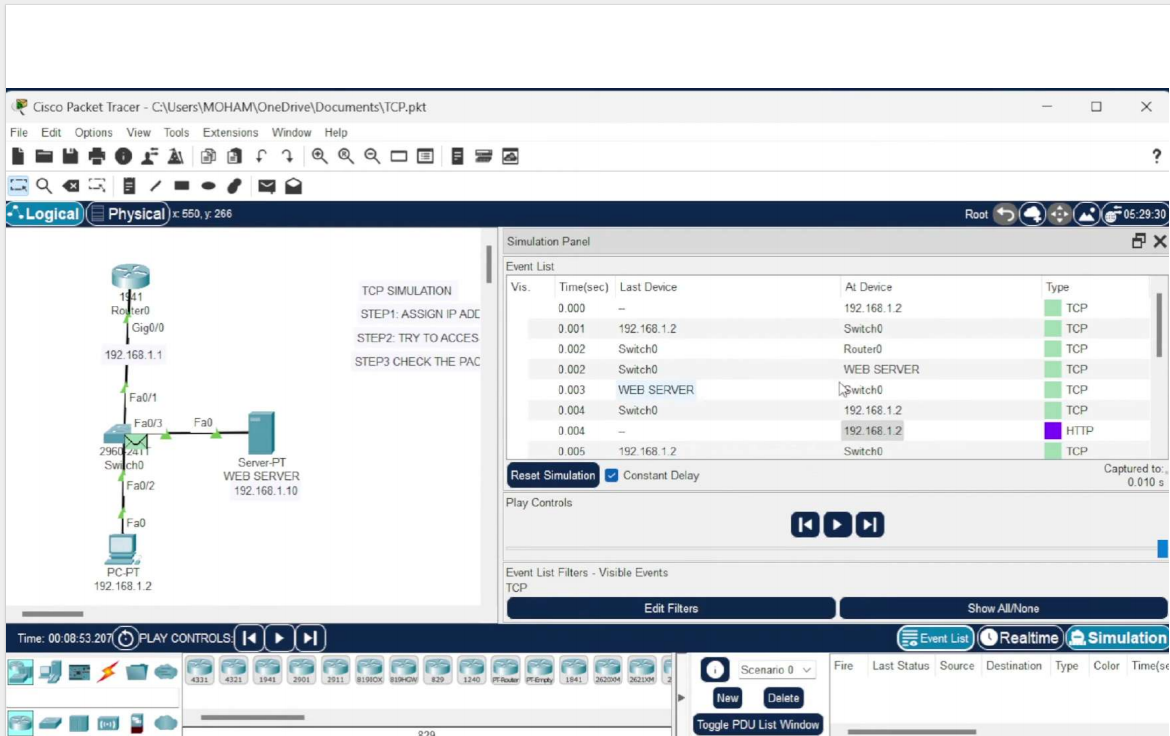 Cisco Packet Tracer - C:\Users\MOHAM\OneDrive\Documents\TCP.pkt
File Edit Options View Tools Extensions Window Help
?
Logical Physical x: 550, y: 266 Root 05:29:30
1941
Router0
Gig0/0
192.168.1.1
Fa0/1
Fa0/3
Fa0
Switch0
Fa0/2
Fa0
PC-PT
192.168.1.2
Server-PT
WEB SERVER
192.168.1.10
TCP SIMULATION
STEP1: ASSIGN IP ADD
STEP2: TRY TO ACCES
STEP3 CHECK THE PAC
Simulation Panel
Event List
Vis. Time(sec) Last Device At Device Type
0.000 -- 192.168.1.2 TCP
0.001 192.168.1.2 Switch0 TCP
0.002 Switch0 Router0 TCP
0.002 Switch0 WEB SERVER TCP
0.003 WEB SERVER Switch0 TCP
0.004 Switch0 192.168.1.2 TCP
0.004 -- 192.168.1.2 HTTP
0.005 192.168.1.2 Switch0 TCP
Reset Simulation Constant Delay Captured to:
0.010 s
Play Controls
Event List Filters - Visible Events
TCP
Edit Filters Show All/None
Time: 00:08:53.207 PLAY CONTROLS: Event List Realtime Simulation
4331 4321 1941 2901 2911 819IOX 819HGW 829 1240 PT-Router PT-Empty 1841 2620XM 2621XM 2
829
Scenario 0
New Delete
Toggle PDU List Window
Fire Last Status Source Destination Type Color Time(se